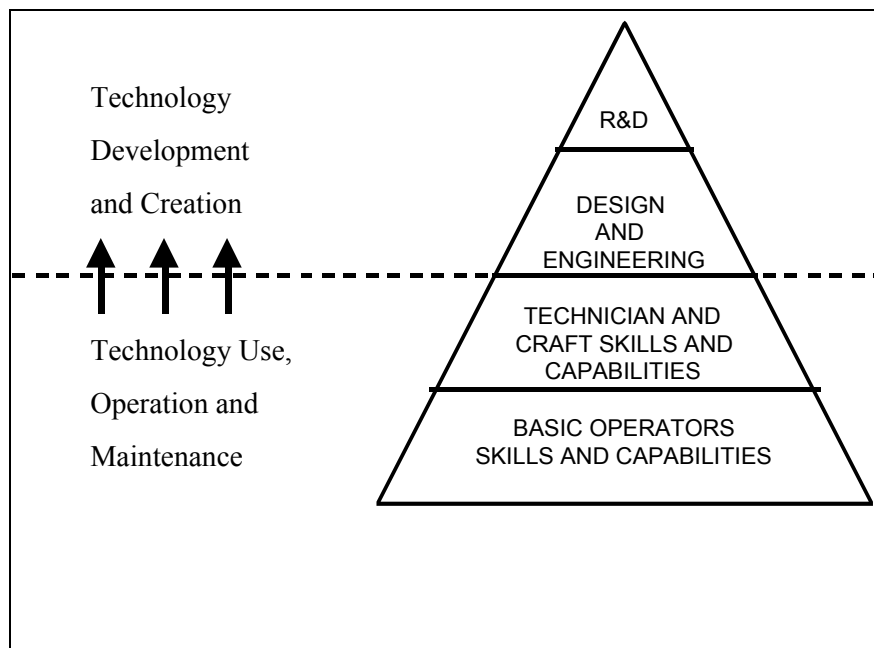 Technology
Development
and Creation
Technology Use,
Operation and
Maintenance
R&D
DESIGN
AND
ENGINEERING
TECHNICIAN AND
CRAFT SKILLS AND
CAPABILITIES
BASIC OPERATORS
SKILLS AND CAPABILITIES